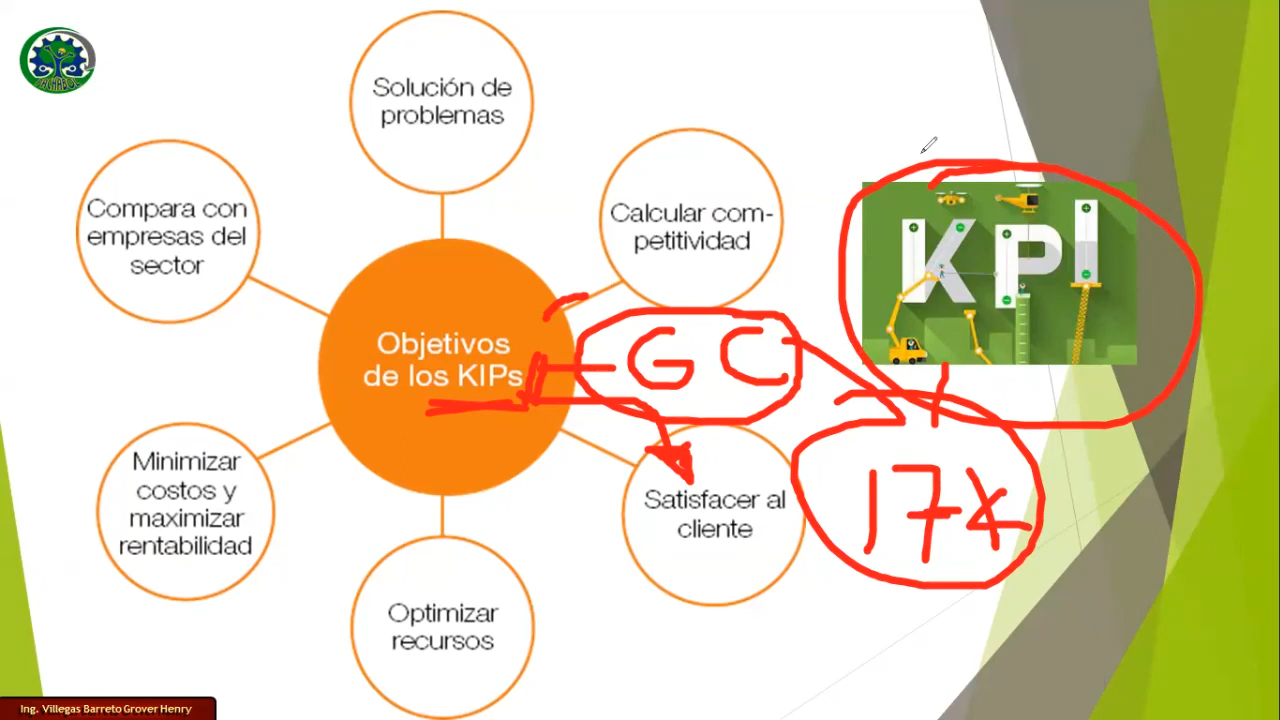 Solución de
problemas
Compara con
empresas del
sector
Calcular com-
petitividad
KPI
Objetivos
de los KIPs
GC
Minimizar
costos y
maximizar
rentabilidad
Satisfacer al
cliente
Optimizar
recursos
Ing. Villegas Barreto Grover Henry